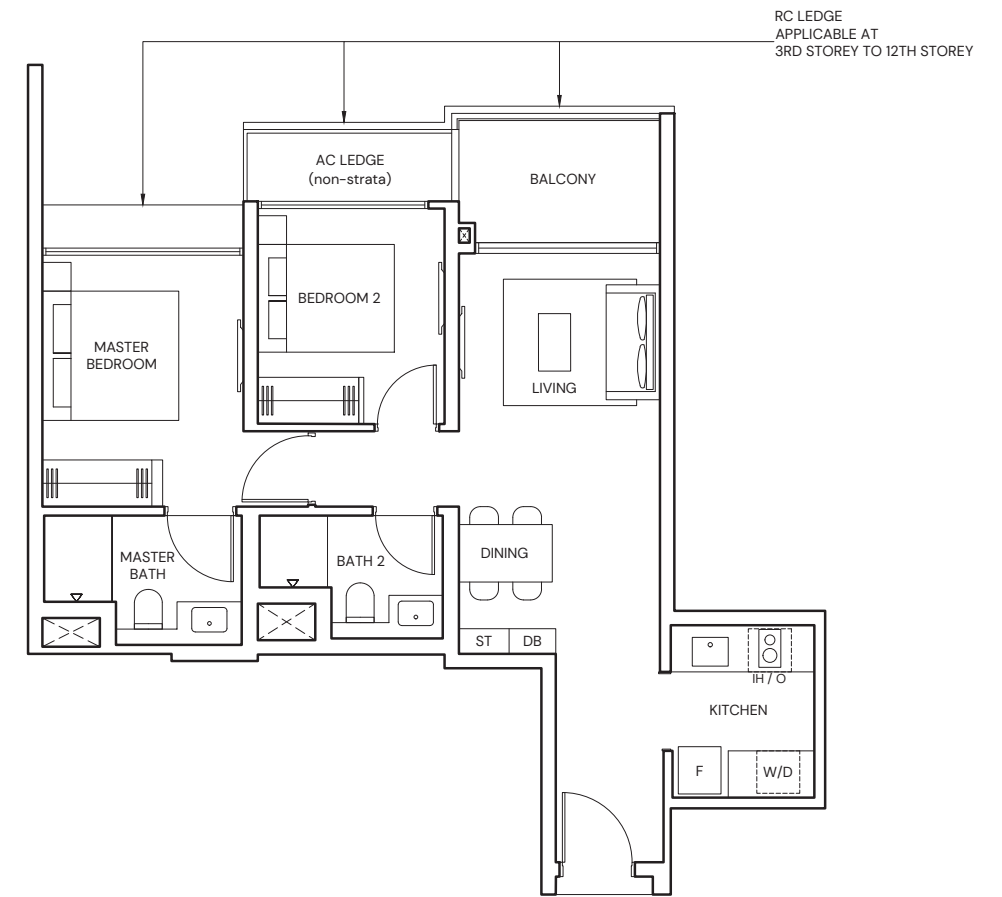 RC LEDGE
APPLICABLE AT
3RD STOREY TO 12TH STOREY
AC LEDGE
(non-strata)
BALCONY
BEDROOM 2
MASTER
BEDROOM
LIVING
MASTER
BATH
BATH 2
DINING
ST
DB
IH / O
KITCHEN
F
W/D